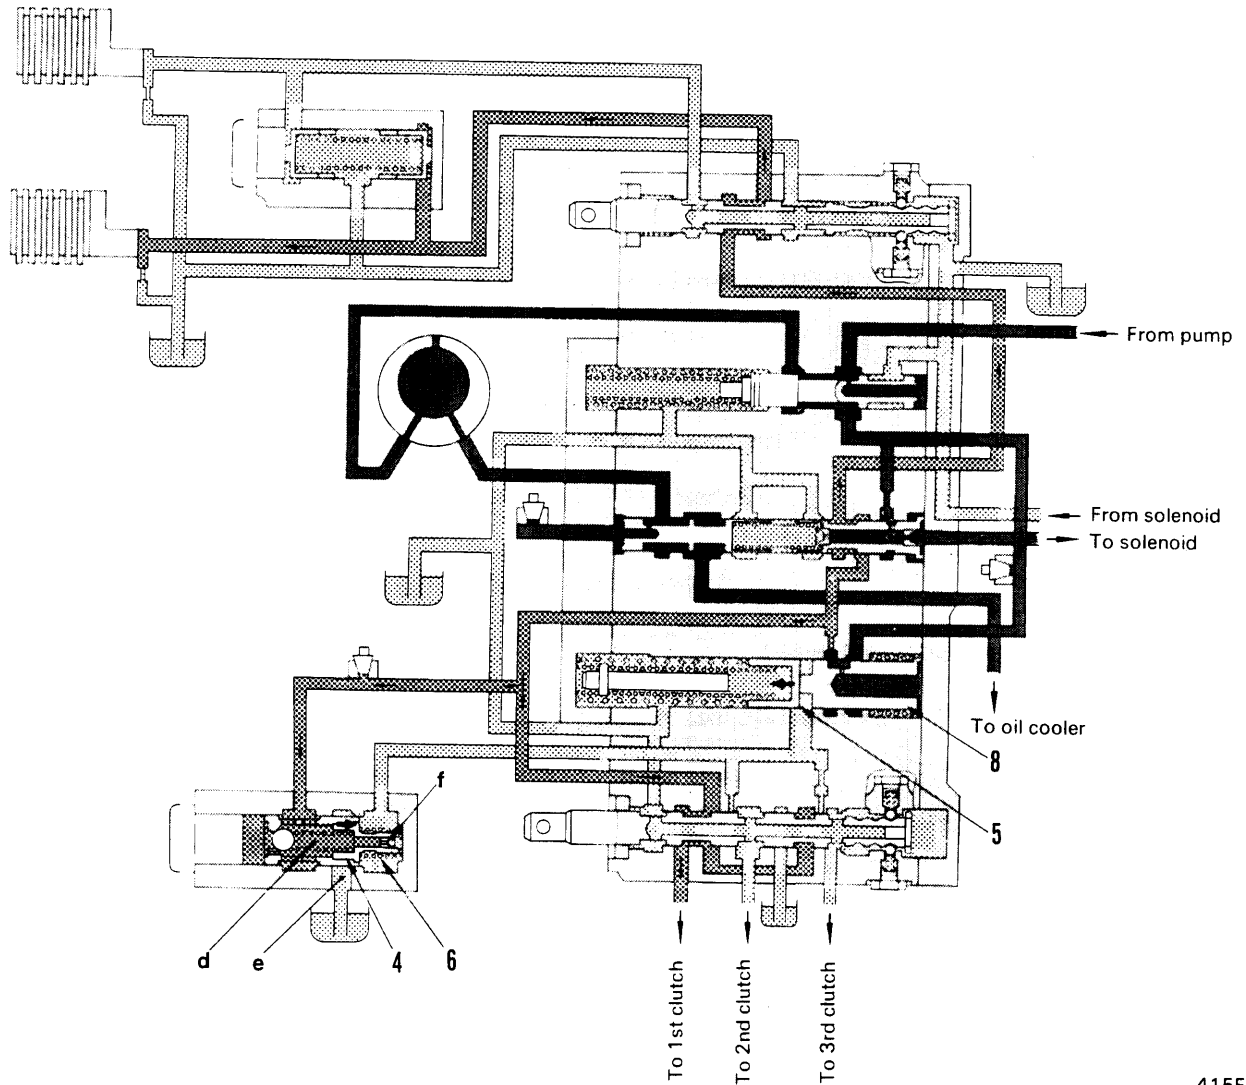 From pump
From solenoid
To solenoid
To oil cooler
8
f
5
d
e
4
6
To 1st clutch
To 2nd clutch
To 3rd clutch